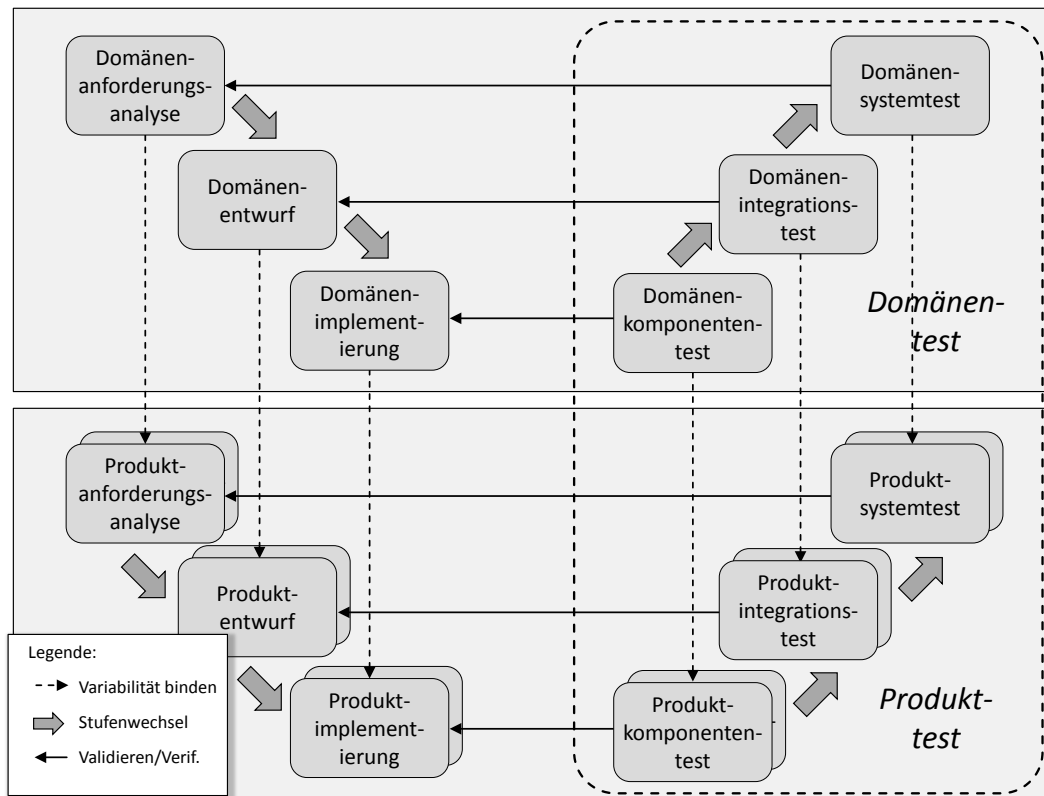 Domänen-
anforderungs-
analyse
Domänen-
systemtest
Domänen-
entwurf
Domänen-
integrations-
test
Domänen-
implementi-
ierung
Domänen-
komponenten-
test
Domänen-
test
Produkt-
anforderungs-
analyse
Produkt-
systemtest
Produkt-
entwurf
Produkt-
integrations-
test
Produkt-
implement-
ierung
Produkt-
komponenten-
test
Produkt-
test
Legende:
Variabilität binden
Stufenwechsel
Validieren/Verif.